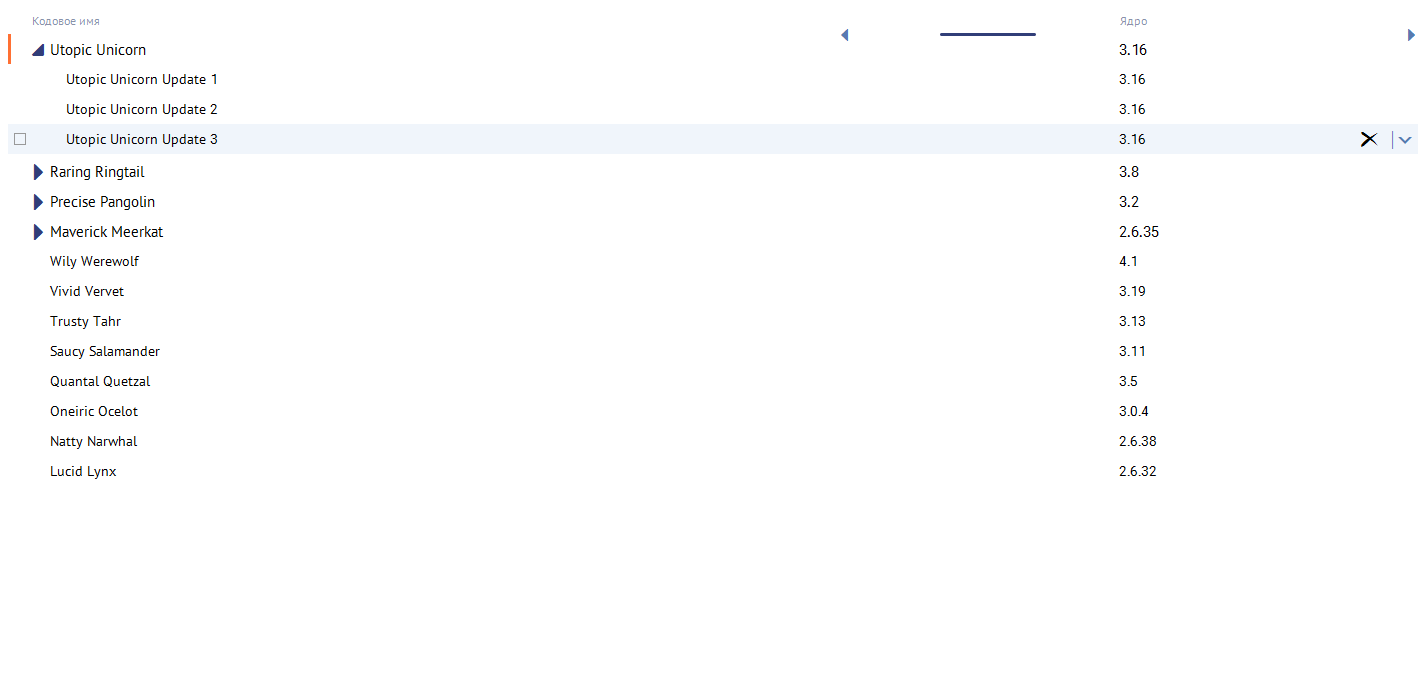 Кодовое имя Ядро
Utopic Unicorn 3.16
Utopic Unicorn Update 1 3.16
Utopic Unicorn Update 2 3.16
Utopic Unicorn Update 3 3.16
Raring Ringtail 3.8
Precise Pangolin 3.2
Maverick Meerkat 2.6.35
Wily Werewolf 4.1
Vivid Vervet 3.19
Trusty Tahr 3.13
Saucy Salamander 3.11
Quantal Quetzal 3.5
Oneiric Ocelot 3.0.4
Natty Narwhal 2.6.38
Lucid Lynx 2.6.32